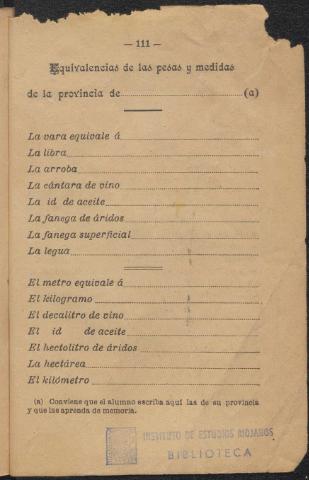 — 111 —
Equivalencias de las pesas y medidas
de la provincia de (a)
La vara equivale á
La libra
La arroba
La cántara de vino
La id de aceite
La fanega de áridos
La fanega superficial
La legua
El metro equivale á
El kilogramo
El decalitro de vino
El id de aceite
El hectolitro de áridos
La hectárea
El kilómetro
(a) Conviene que el alumno escriba aquí las de su provincia
y que las aprenda de memoria.
INSTITUTO DE ESTUDIOS RIOJANOS
BIBLIOTECA